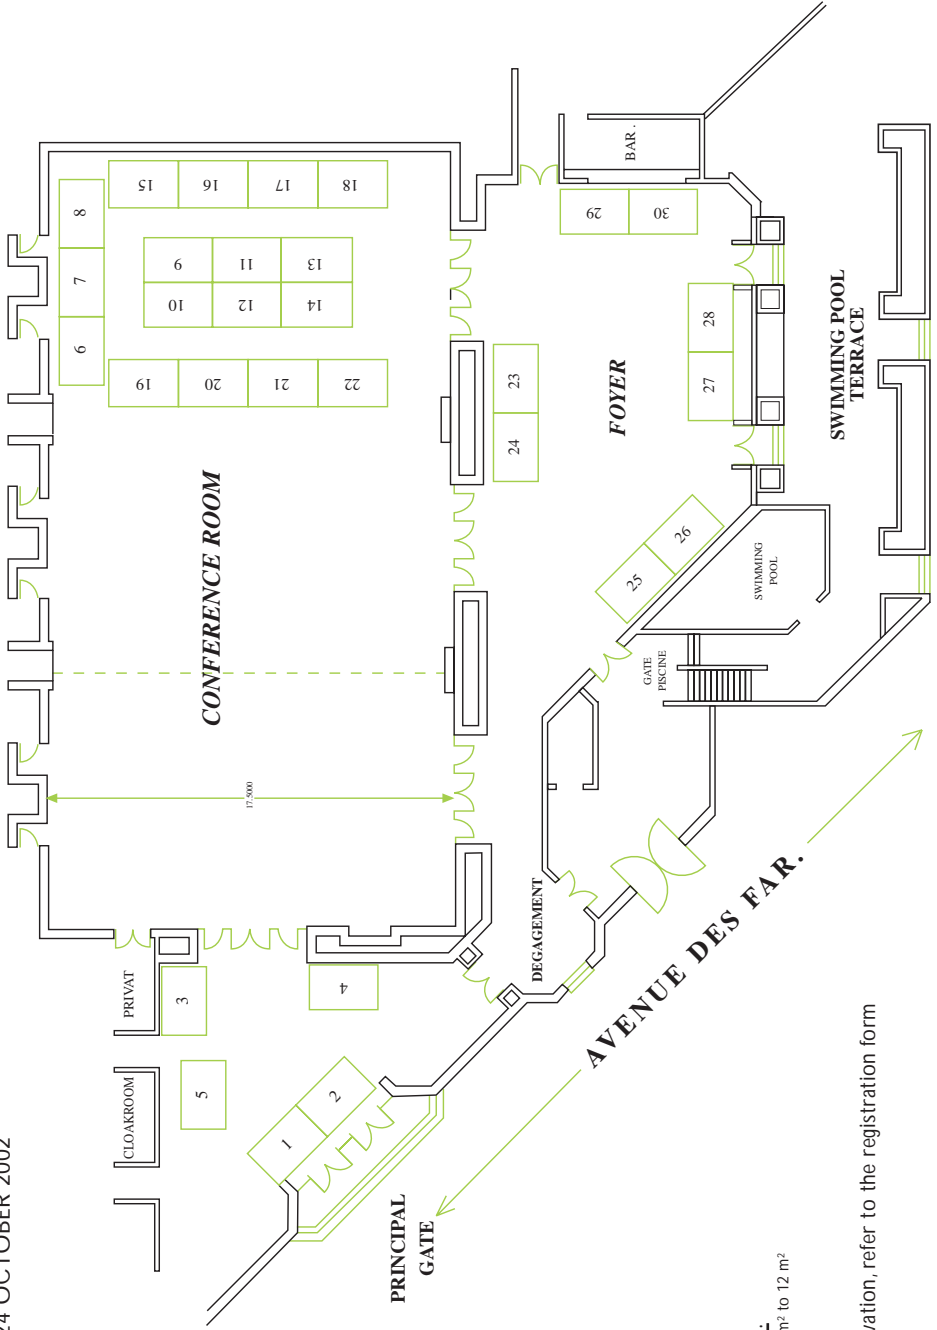 24 OCTOBER 2002
PRINCIPAL
GATE
CLOAKROOM
PRIVAT
1
2
3
4
5
CONFERENCE ROOM
17.5000
6
7
8
9
10
11
12
13
14
15
16
17
18
19
20
21
22
DEGAGEMENT
FOYER
23
24
25
26
27
28
29
30
BAR .
GATE
PISCINE
SWIMMING
POOL
SWIMMING POOL
TERRACE
AVENUE DES FAR.
m² to 12 m²
vation, refer to the registration form